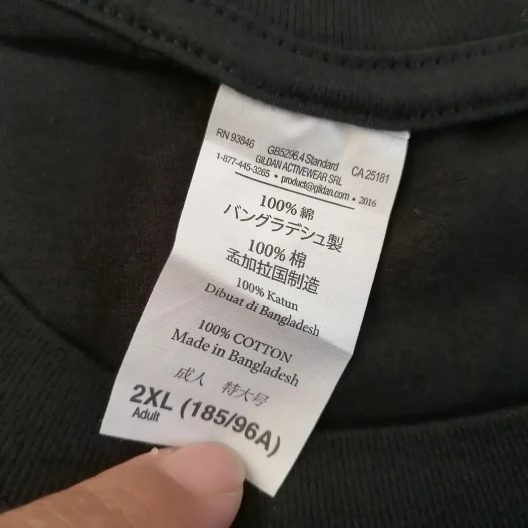 RN 93846 GB5296.4 Standard CA 25181
GILDAN ACTIVEWEAR SRL
1-877-445-3265 • product@gildan.com • 2016
100% 綿
バングラデシュ製
100% 棉
孟加拉国制造
100% Katun
Dibuat di Bangladesh
100% COTTON
Made in Bangladesh
成人 特大号
2XL (185/96A)
Adult